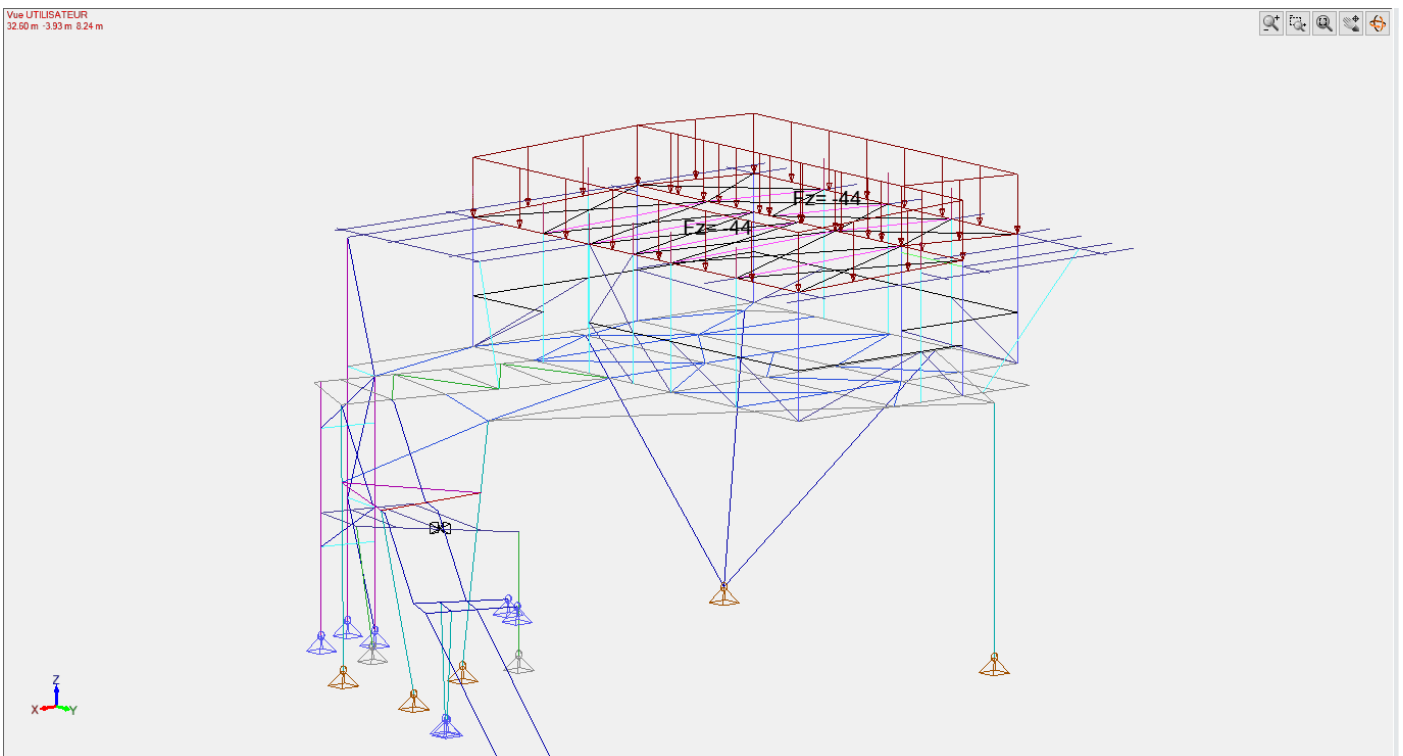 Vue UTILISATEUR
32.60 m -3.93 m 8.24 m
Fz= -44
Fz= -44
Z
X
Y